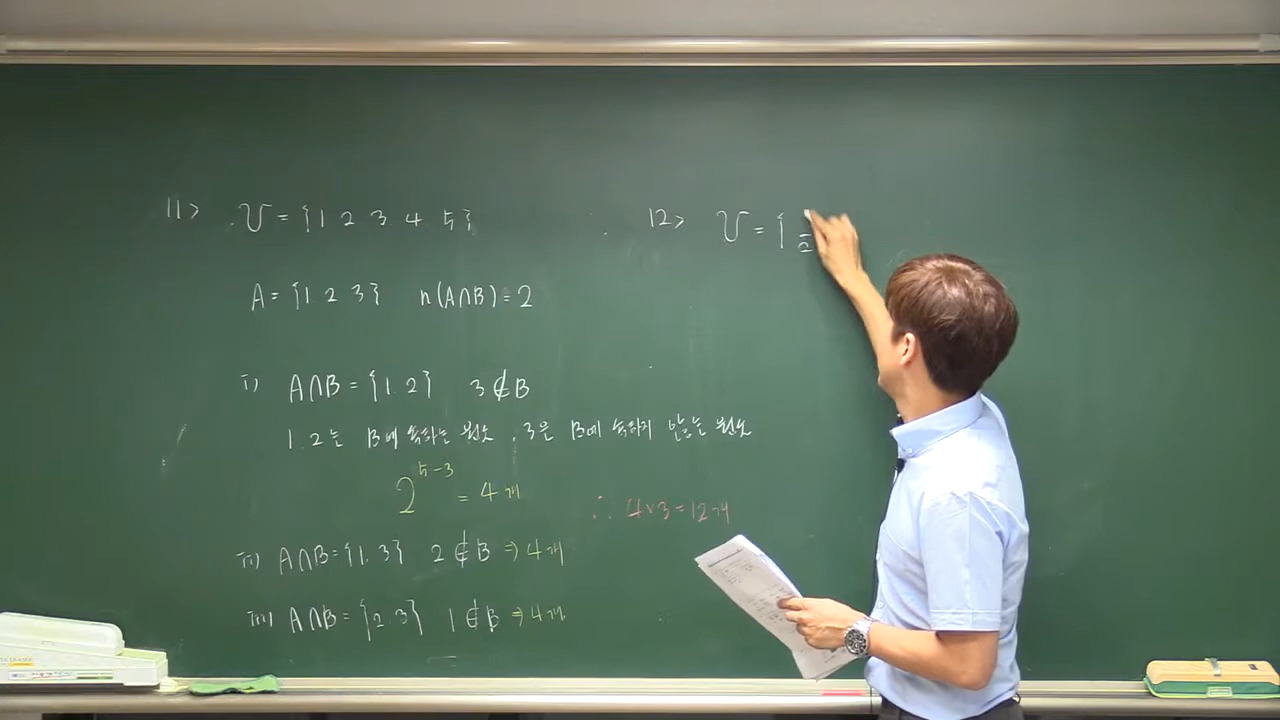 11> U = {1 2 3 4 5}
A = {1 2 3} n(A∩B) = 2
i) A∩B = {1. 2} 3 ∉ B
1. 2는 B에 속하는 원소, 3은 B에 속하지 않는 원소
2^{5-3} = 4개
∴ 4×3=12개
ii) A∩B = {1. 3} 2 ∉ B ⇒ 4개
iii) A∩B = {2. 3} 1 ∉ B ⇒ 4개
12> U = { 2